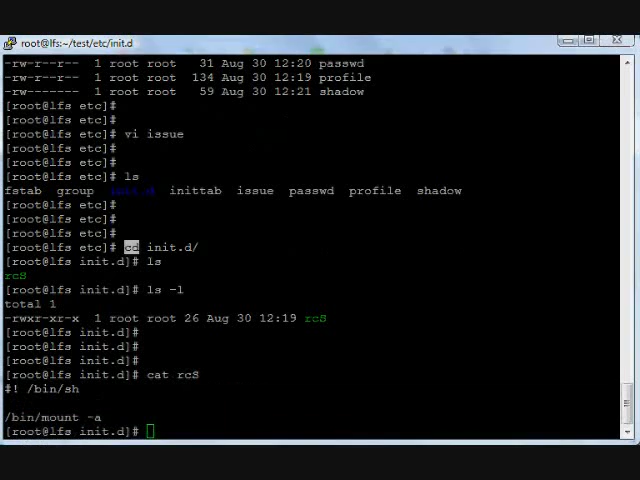 root@lfs:~/test/etc/init.d
-rw-r--r-- 1 root root 31 Aug 30 12:20 passwd
-rw-r--r-- 1 root root 134 Aug 30 12:19 profile
-rw------- 1 root root 59 Aug 30 12:21 shadow
[root@lfs etc]#
[root@lfs etc]# vi issue
[root@lfs etc]#
[root@lfs etc]#
[root@lfs etc]# ls
fstab group init.d inittab issue passwd profile shadow
[root@lfs etc]#
[root@lfs etc]#
[root@lfs etc]#
[root@lfs etc]# cd init.d/
[root@lfs init.d]# ls
rcS
[root@lfs init.d]# ls -l
total 1
-rwxr-xr-x 1 root root 26 Aug 30 12:19 rcS
[root@lfs init.d]#
[root@lfs init.d]#
[root@lfs init.d]#
[root@lfs init.d]# cat rcS
#! /bin/sh
/bin/mount -a
[root@lfs init.d]#